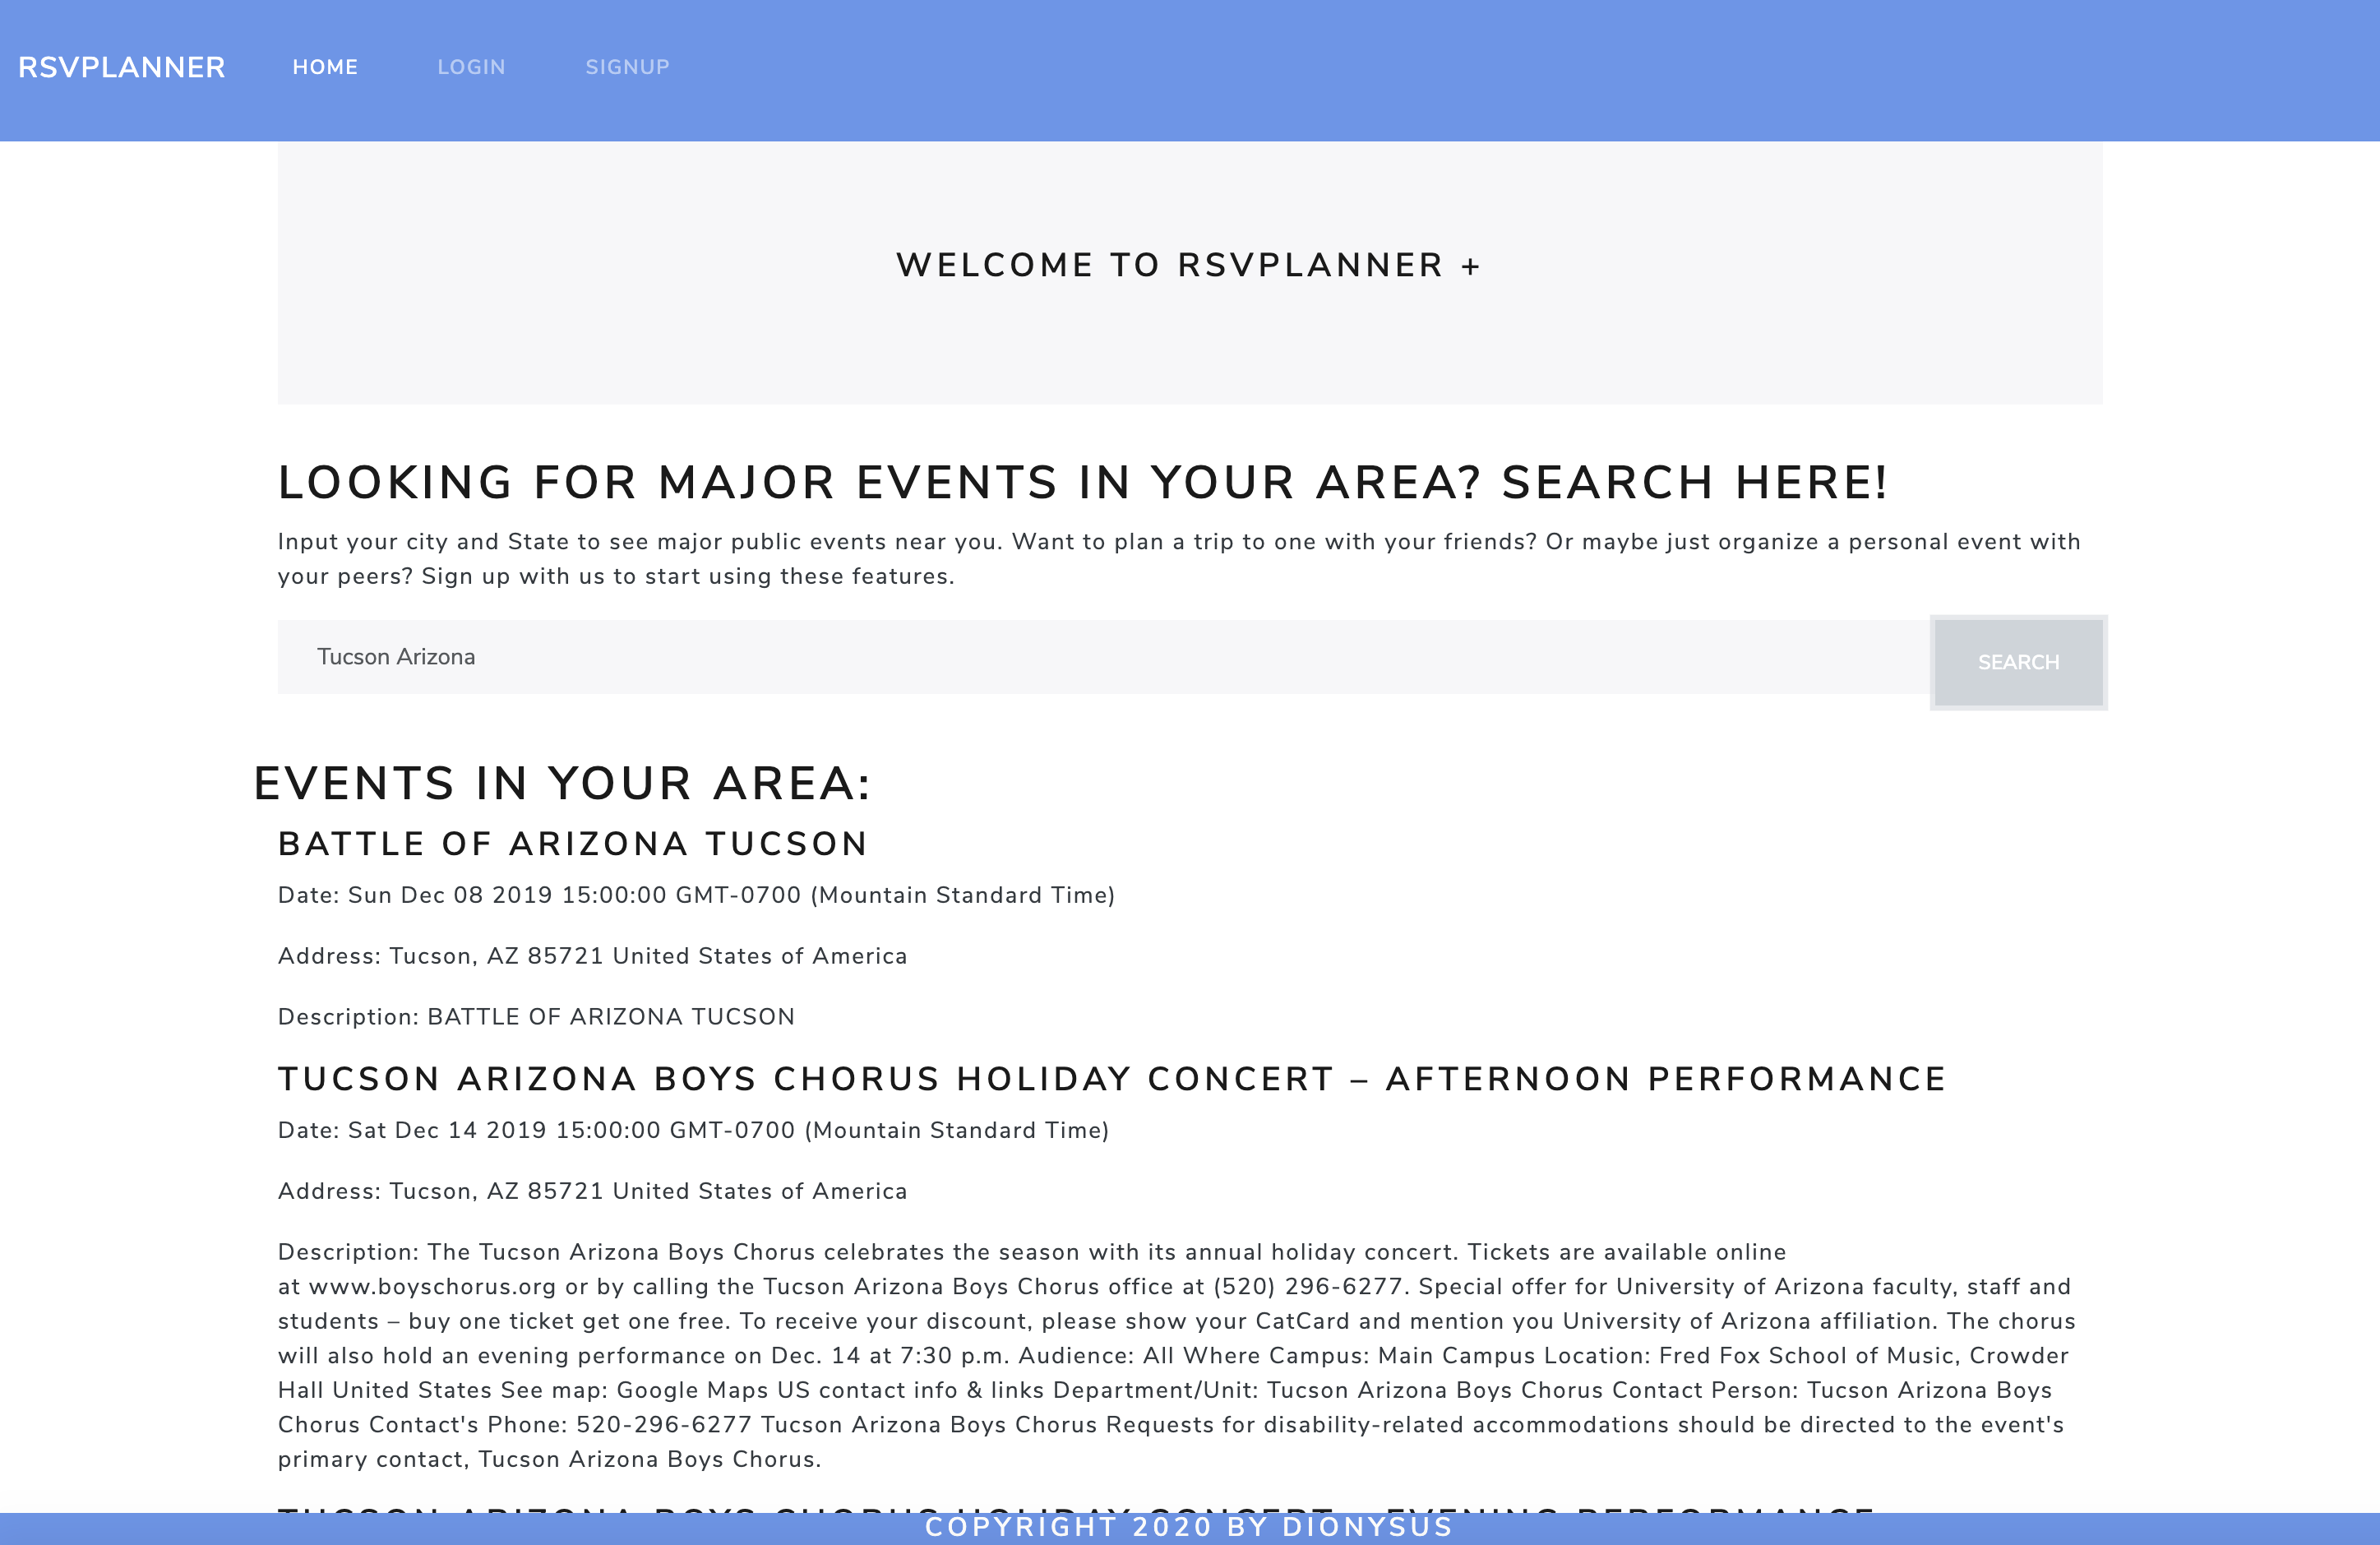 RSVPLANNER HOME LOGIN SIGNUP
WELCOME TO RSVPLANNER +
LOOKING FOR MAJOR EVENTS IN YOUR AREA? SEARCH HERE!
Input your city and State to see major public events near you. Want to plan a trip to one with your friends? Or maybe just organize a personal event with
your peers? Sign up with us to start using these features.
Tucson Arizona SEARCH
EVENTS IN YOUR AREA:
BATTLE OF ARIZONA TUCSON
Date: Sun Dec 08 2019 15:00:00 GMT-0700 (Mountain Standard Time)
Address: Tucson, AZ 85721 United States of America
Description: BATTLE OF ARIZONA TUCSON
TUCSON ARIZONA BOYS CHORUS HOLIDAY CONCERT – AFTERNOON PERFORMANCE
Date: Sat Dec 14 2019 15:00:00 GMT-0700 (Mountain Standard Time)
Address: Tucson, AZ 85721 United States of America
Description: The Tucson Arizona Boys Chorus celebrates the season with its annual holiday concert. Tickets are available online
at www.boyschorus.org or by calling the Tucson Arizona Boys Chorus office at (520) 296-6277. Special offer for University of Arizona faculty, staff and
students – buy one ticket get one free. To receive your discount, please show your CatCard and mention you University of Arizona affiliation. The chorus
will also hold an evening performance on Dec. 14 at 7:30 p.m. Audience: All Where Campus: Main Campus Location: Fred Fox School of Music, Crowder
Hall United States See map: Google Maps US contact info & links Department/Unit: Tucson Arizona Boys Chorus Contact Person: Tucson Arizona Boys
Chorus Contact's Phone: 520-296-6277 Tucson Arizona Boys Chorus Requests for disability-related accommodations should be directed to the event's
primary contact, Tucson Arizona Boys Chorus.
TUCSON ARIZONA BOYS CHORUS HOLIDAY CONCERT – EVENING PERFORMANCE
COPYRIGHT 2020 BY DIONYSUS